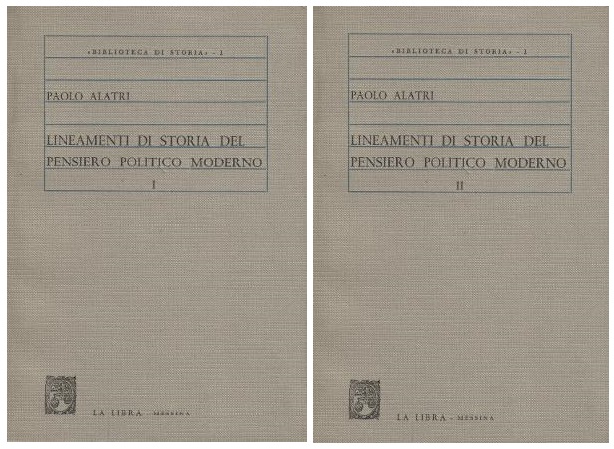 «BIBLIOTECA DI STORIA» - 1
PAOLO ALATRI
LINEAMENTI DI STORIA DEL
PENSIERO POLITICO MODERNO
I
LA LIBRA - MESSINA
«BIBLIOTECA DI STORIA» - 1
PAOLO ALATRI
LINEAMENTI DI STORIA DEL
PENSIERO POLITICO MODERNO
II
LA LIBRA - MESSINA